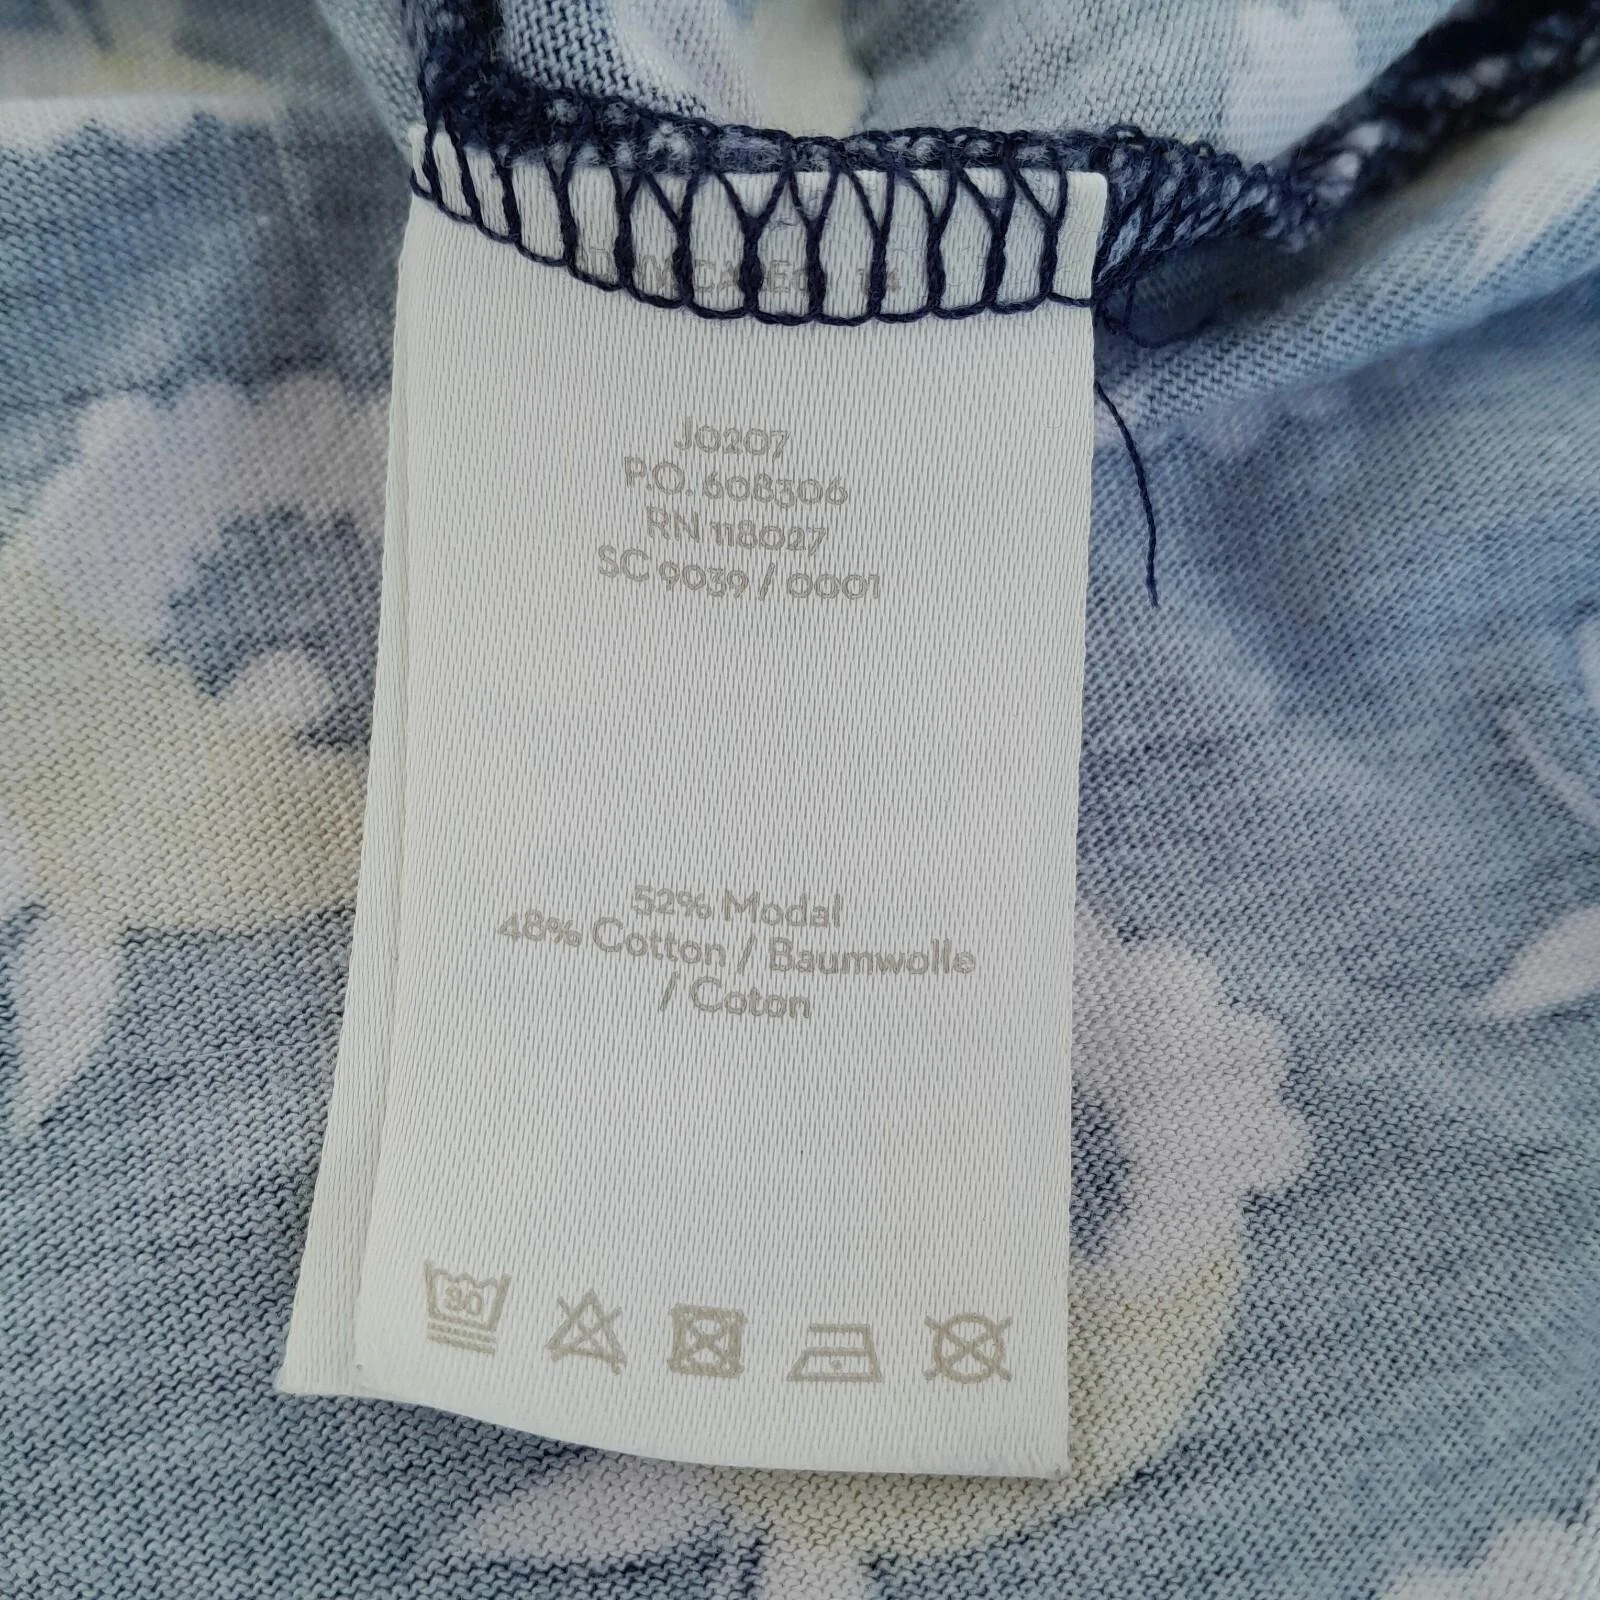 J0207
P.O. 608306
RN 118027
SC 9039 / 0001
52% Modal
48% Cotton / Baumwolle
/ Coton
30